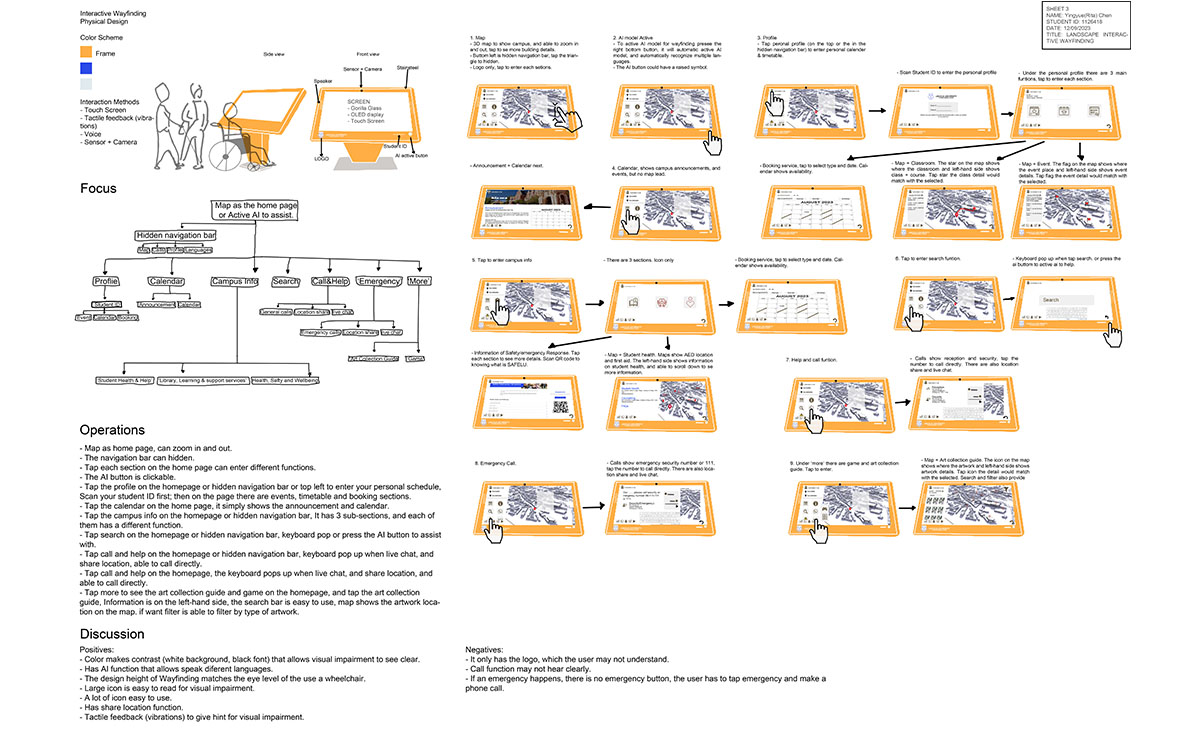 Interactive Wayfinding
Physical Design
Color Scheme
Frame
Interaction Methods
- Touch Screen
- Tactile feedback (vibra-
tions)
- Voice
- Sensor + Camera
Side view
Front view
Sensor + Camera
Stainsteel
Speaker
SCREEN
- Gorilla Glass
- OLED display
- Touch Screen
Student ID
LOGO
AI active buton
SHEET 3
NAME: Yingyue(Rita) Chen
STUDENT ID: 1126418
DATE: 12/09/2023
TITLE: LANDSCAPE INTERAC-
TIVE WAYFINDING
Focus
Map as the home page
or Active AI to assist.
Hidden navigation bar
Map
Calls
Profile
Languages
Profile
Calendar
Campus Info
Search
Call&Help
Emergency
More'
Student ID
Announcement
Calendar
Event
Calendar
Booking
General calls
Location share
live chat
Emergency calls
Location share
live chat
Art Collection Guide
Game
Student Health & Help
Library, Learning & support services
Health, Safty and Wellbeing
Operations
- Map as home page, can zoom in and out.
- The navigation bar can hidden.
- Tap each section on the home page can enter different functions.
- The AI button is clickable.
- Tap the profile on the homepage or hidden navigation bar or top left to enter your personal schedule,
Scan your student ID first; then on the page there are events, timetable and booking sections.
- Tap the calendar on the home page, it simply shows the announcement and calendar.
- Tap the campus info on the homepage or hidden navigation bar, It has 3 sub-sections, and each of
them has a different function.
- Tap search on the homepage or hidden navigation bar, keyboard pop or press the AI button to assist
with.
- Tap call and help on the homepage or hidden navigation bar, keyboard pop up when live chat, and
share location, able to call directly.
- Tap call and help on the homepage, the keyboard pops up when live chat, and share location, and
able to call directly.
- Tap more to see the art collection guide and game on the homepage, and tap the art collection
guide, Information is on the left-hand side, the search bar is easy to use, map shows the artwork loca-
tion on the map. if want filter is able to filter by type of artwork.
Discussion
Positives:
- Color makes contrast (white background, black font) that allows visual impairment to see clear.
- Has AI function that allows speak diferent languages.
- The design height of Wayfinding matches the eye level of the use a wheelchair.
- Large icon is easy to read for visual impairment.
- A lot of icon easy to use.
- Has share location function.
- Tactile feedback (vibrations) to give hint for visual impairment.
Negatives:
- It only has the logo, which the user may not understand.
- Call function may not hear clearly.
- If an emergency happens, there is no emergency button, the user has to tap emergency and make a
phone call.
1. Map
- 3D map to show campus, and able to zoom in
and out, tap to see more building details.
- Buttom left is hidden navigation bar, tap the trian-
gle to hidden.
- Logo only, tap to enter each setions.
2. AI model Active
- To active AI model for wayfinding presse the
right bottom button, it will automatic active AI
model, and automatically recognize multiple lan-
guages
- The AI button could have a raised symbol.
3. Profile
- Tap peronal profile (on the top or the in the
hidden navigation bar) to enter personal calender
& timetable.
- Scan Student ID to enter the personal profile
- Under the personal profile there are 3 main
funtions, tap to enter each section.
- Announcement + Calendar next.
4. Calendar, shows campus announcements, and
events, but no map lead.
- Booking service, tap to select type and date. Cal-
ender shows availability.
AUGUST 2023
- Map + Classroom. The star on the map shows
where the classroom and left-hand side shows
class + course. Tap star the class detail would
match with the selected.
- Map + Event. The flag on the map shows where
the event place and left-hand side shows event
details. Tap flag the event detail would match with
the selected.
5. Tap to enter campus info
- There are 3 sections. Icon only
- Booking service, tap to select type and date. Cal-
ender shows availability.
AUGUST 2023
6. Tap to enter search funtion.
- Keyboard pop up when tap search, or press the
ai buttom to active ai to help.
Search
- Information of Safety/emergency Response. Tap
each section to see more details. Scan QR code to
knowing what is SAFELU.
- Map + Student health. Maps show AED location
and first aid. The left-hand side shows information
on student health, and able to scroll down to se
more information.
7. Help and call funtion.
- Calls show reception and security, tap the
number to call directly. There are also location
share and live chat.
8. Emergency Call.
- Calls show emergency security number or 111,
tap the number to call directly. There are also loca-
tion share and live chat.
9. Under 'more' there are game and art collection
guide. Tap to enter.
- Map + Art collection guide. The icon on the map
shows where the artwork and left-hand side shows
artwork details. Tap icon the detail would match
with the selected. Search and filter also provide